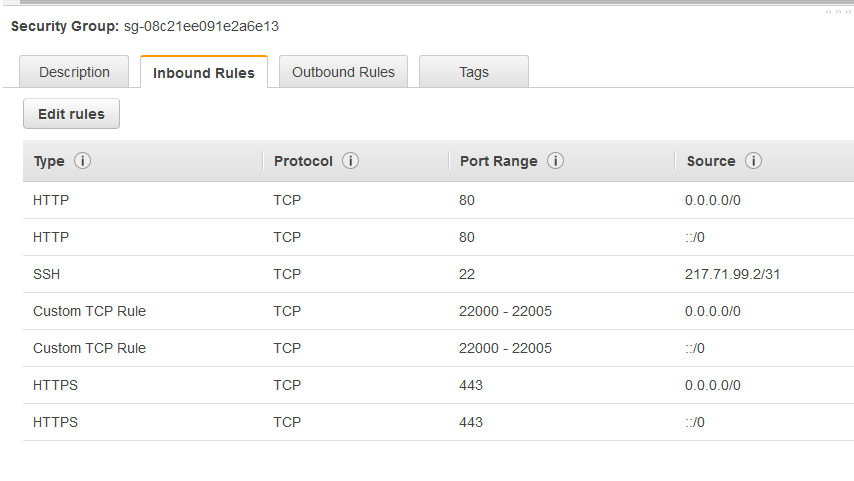 Security Group: sg-08c21ee091e2a6e13
Description Inbound Rules Outbound Rules Tags
Edit rules
Type i Protocol i Port Range i Source i
HTTP TCP 80 0.0.0.0/0
HTTP TCP 80 ::/0
SSH TCP 22 217.71.99.2/31
Custom TCP Rule TCP 22000 - 22005 0.0.0.0/0
Custom TCP Rule TCP 22000 - 22005 ::/0
HTTPS TCP 443 0.0.0.0/0
HTTPS TCP 443 ::/0